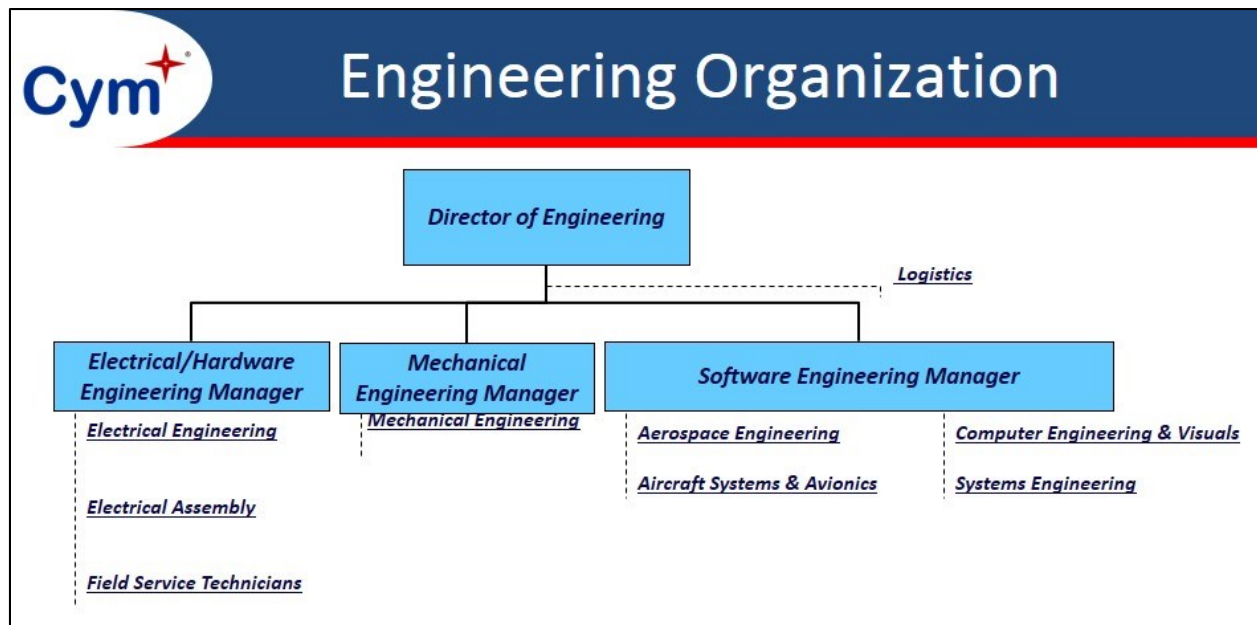 Cym
®
Engineering Organization
Director of Engineering
Logistics
Electrical/Hardware
Engineering Manager
Mechanical
Engineering Manager
Software Engineering Manager
Electrical Engineering
Electrical Assembly
Field Service Technicians
Mechanical Engineering
Aerospace Engineering
Aircraft Systems & Avionics
Computer Engineering & Visuals
Systems Engineering